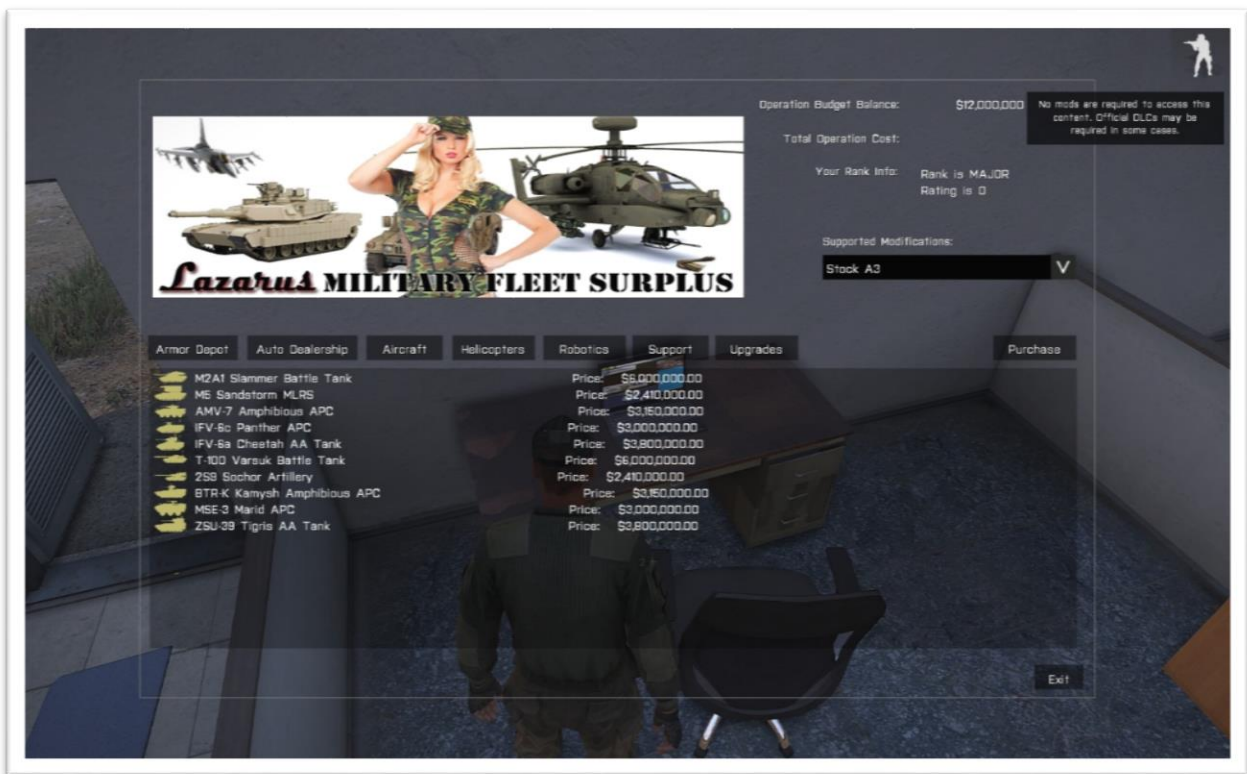 Operation Budget Balance: $12,000,000
No mods are required to access this
content. Official DLCs may be
required in some cases.
Total Operation Cost:
Your Rank Info: Rank is MAJOR
Rating is 0
Supported Modifications:
Stock A3 V
Lazarus MILITARY FLEET SURPLUS
Armor Depot Auto Dealership Aircraft Helicopters Robotics Support Upgrades Purchase
M2A1 Slammer Battle Tank Price: $6,000,000.00
M5 Sandstorm MLRS Price: $2,410,000.00
AMV-7 Amphibious APC Price: $3,150,000.00
IFV-6c Panther APC Price: $3,000,000.00
IFV-6a Cheetah AA Tank Price: $3,800,000.00
T-100 Varsuk Battle Tank Price: $6,000,000.00
2S9 Sochor Artillery Price: $2,410,000.00
BTR-K Kamysh Amphibious APC Price: $3,150,000.00
MSE-3 Marid APC Price: $3,000,000.00
ZSU-39 Tigris AA Tank Price: $3,800,000.00
Exit